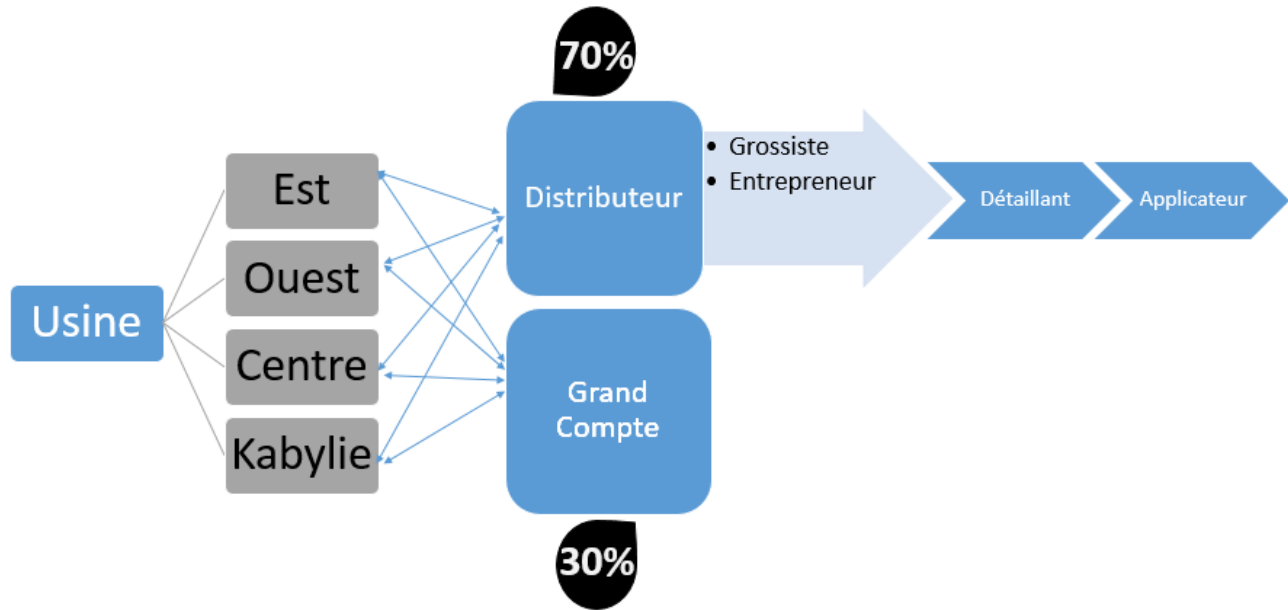 70%
Est
Ouest
Centre
Kabylie
Usine
Distributeur
• Grossiste
• Entrepreneur
Détaillant
Applicateur
Grand
Compte
30%